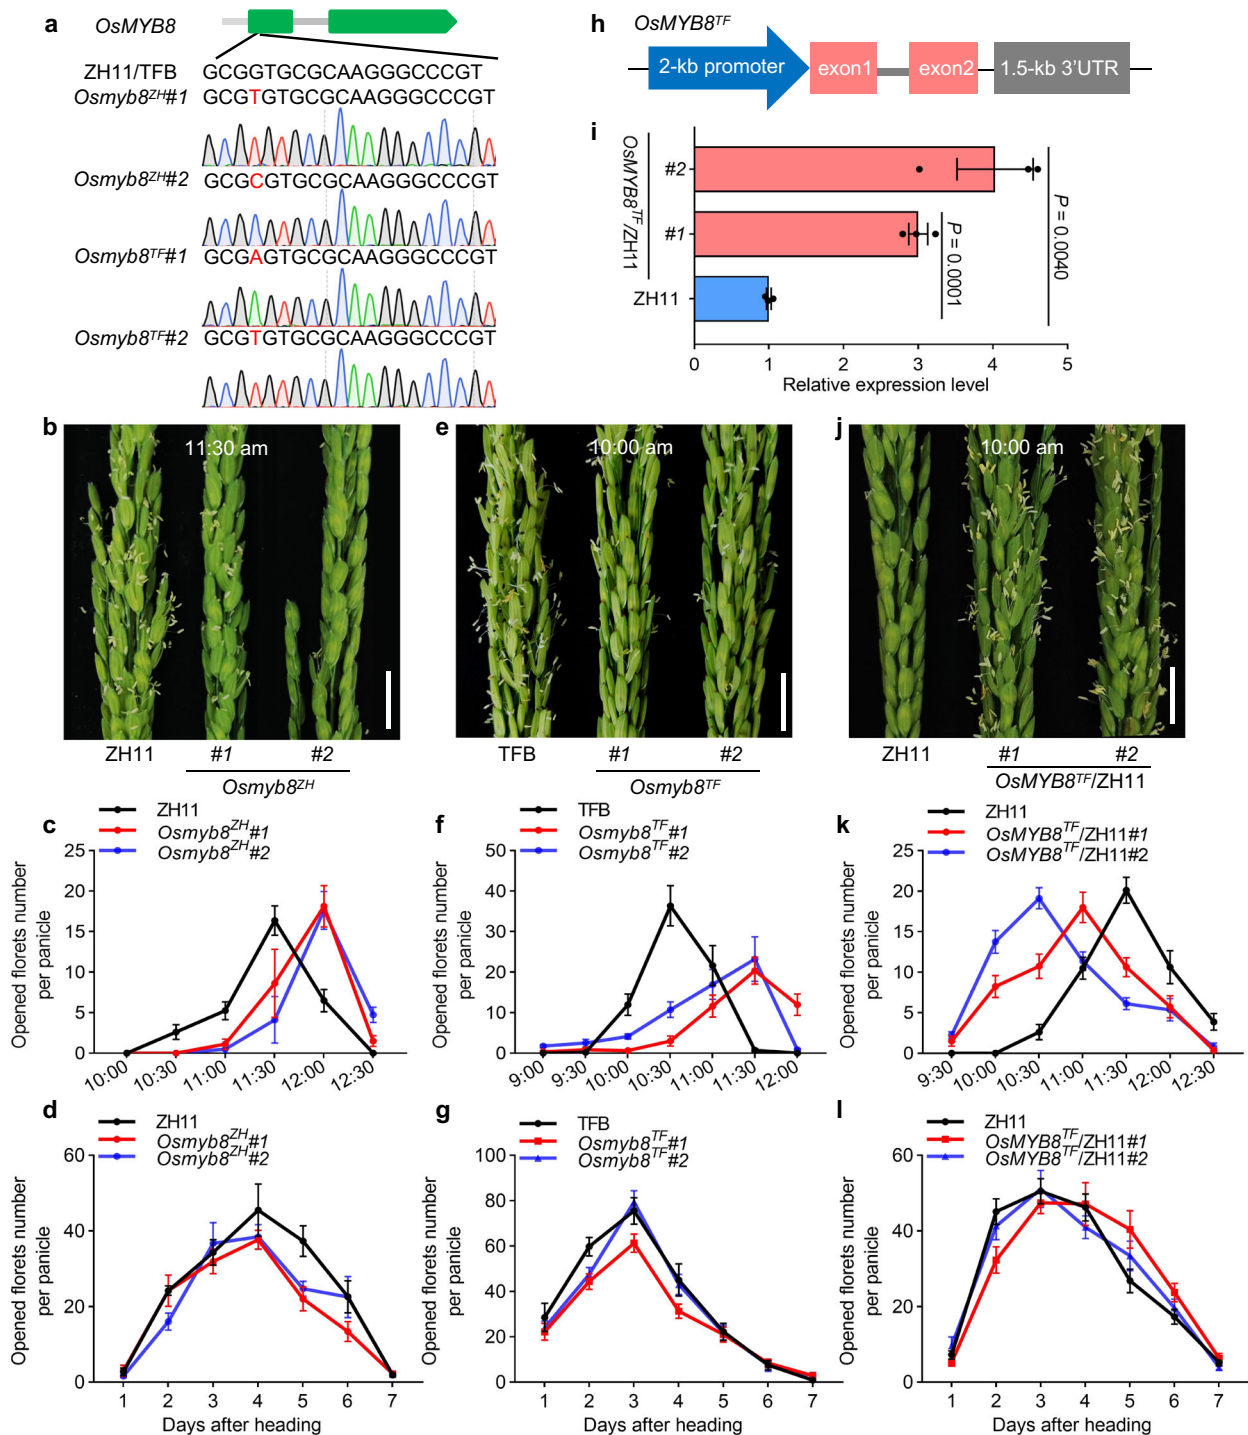 a
OsMYB8
ZH11/TFB GCGGTGCGCAAGGGCCCGT
Osmyb8ZH#1 GCGTGTGCGCAAGGGCCCGT
Osmyb8ZH#2 GCGCGTGCGCAAGGGCCCGT
Osmyb8TF#1 GCGAGTGCGCAAGGGCCCGT
Osmyb8TF#2 GCGTGTGCGCAAGGGCCCGT
h
OsMYB8TF
2-kb promoter exon1 exon2 1.5-kb 3'UTR
i
OsMYB8TF/ZH11
#2
#1
ZH11
P = 0.0001
P = 0.0040
0 1 2 3 4 5
Relative expression level
b
11:30 am
ZH11 #1 #2
Osmyb8ZH
e
10:00 am
TFB #1 #2
Osmyb8TF
j
10:00 am
ZH11 #1 #2
OsMYB8TF/ZH11
c
ZH11
Osmyb8ZH#1
Osmyb8ZH#2
Opened florets number
per panicle
25
20
15
10
5
0
10:00 10:30 11:00 11:30 12:00 12:30
f
TFB
Osmyb8TF#1
Osmyb8TF#2
Opened florets number
per panicle
50
40
30
20
10
0
9:00 9:30 10:00 10:30 11:00 11:30 12:00
k
ZH11
OsMYB8TF/ZH11#1
OsMYB8TF/ZH11#2
Opened florets number
per panicle
25
20
15
10
5
0
9:30 10:00 10:30 11:00 11:30 12:00 12:30
d
ZH11
Osmyb8ZH#1
Osmyb8ZH#2
Opened florets number
per panicle
60
40
20
0
1 2 3 4 5 6 7
Days after heading
g
TFB
Osmyb8TF#1
Osmyb8TF#2
Opened florets number
per panicle
100
80
60
40
20
0
1 2 3 4 5 6 7
Days after heading
l
ZH11
OsMYB8TF/ZH11#1
OsMYB8TF/ZH11#2
Opened florets number
per panicle
60
40
20
0
1 2 3 4 5 6 7
Days after heading